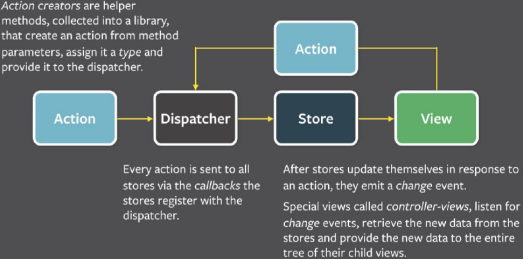 Action creators are helper
methods, collected into a library,
that create an action from method
parameters, assign it a type and
provide it to the dispatcher.
Action
Action
Dispatcher
Store
View
Every action is sent to all
stores via the callbacks the
stores register with the
dispatcher.
After stores update themselves in response to
an action, they emit a change event.
Special views called controller-views, listen for
change events, retrieve the new data from the
stores and provide the new data to the entire
tree of their child views.